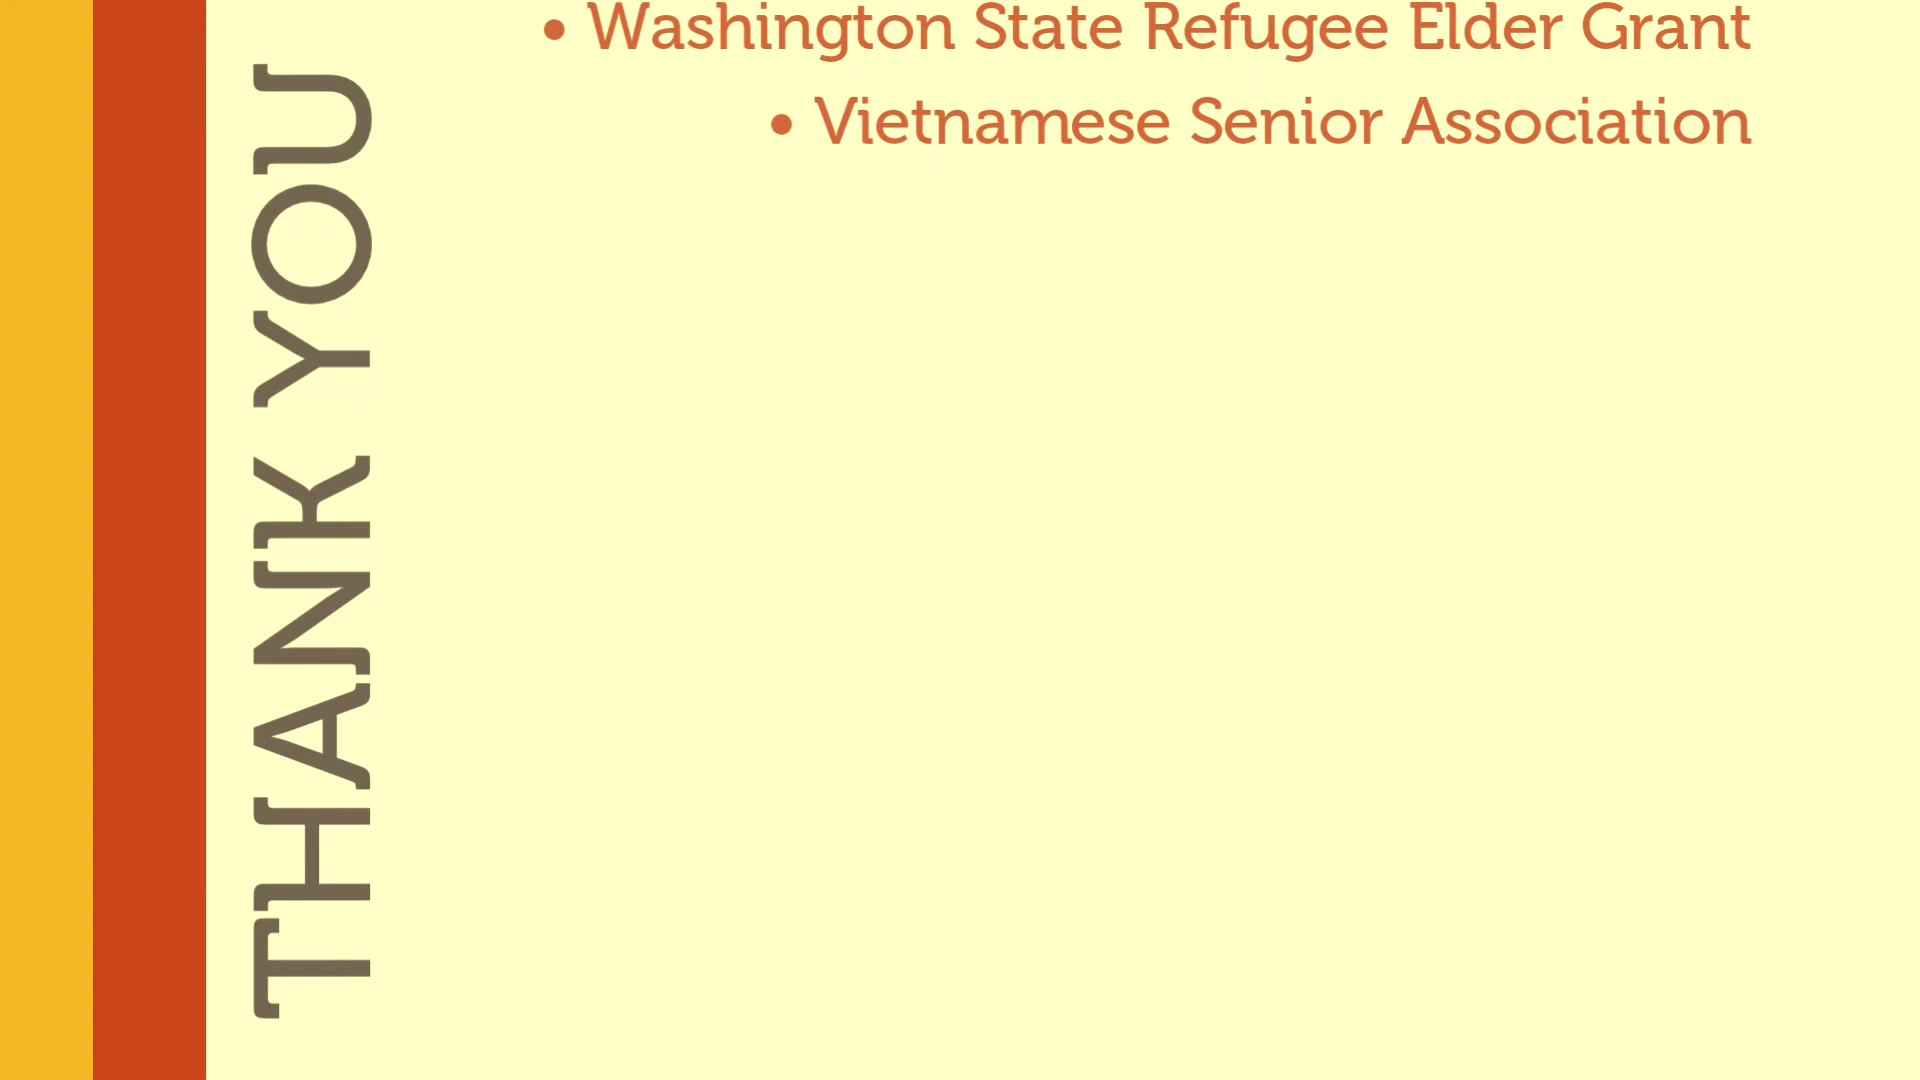 • Washington State Refugee Elder Grant
• Vietnamese Senior Association
THANK YOU